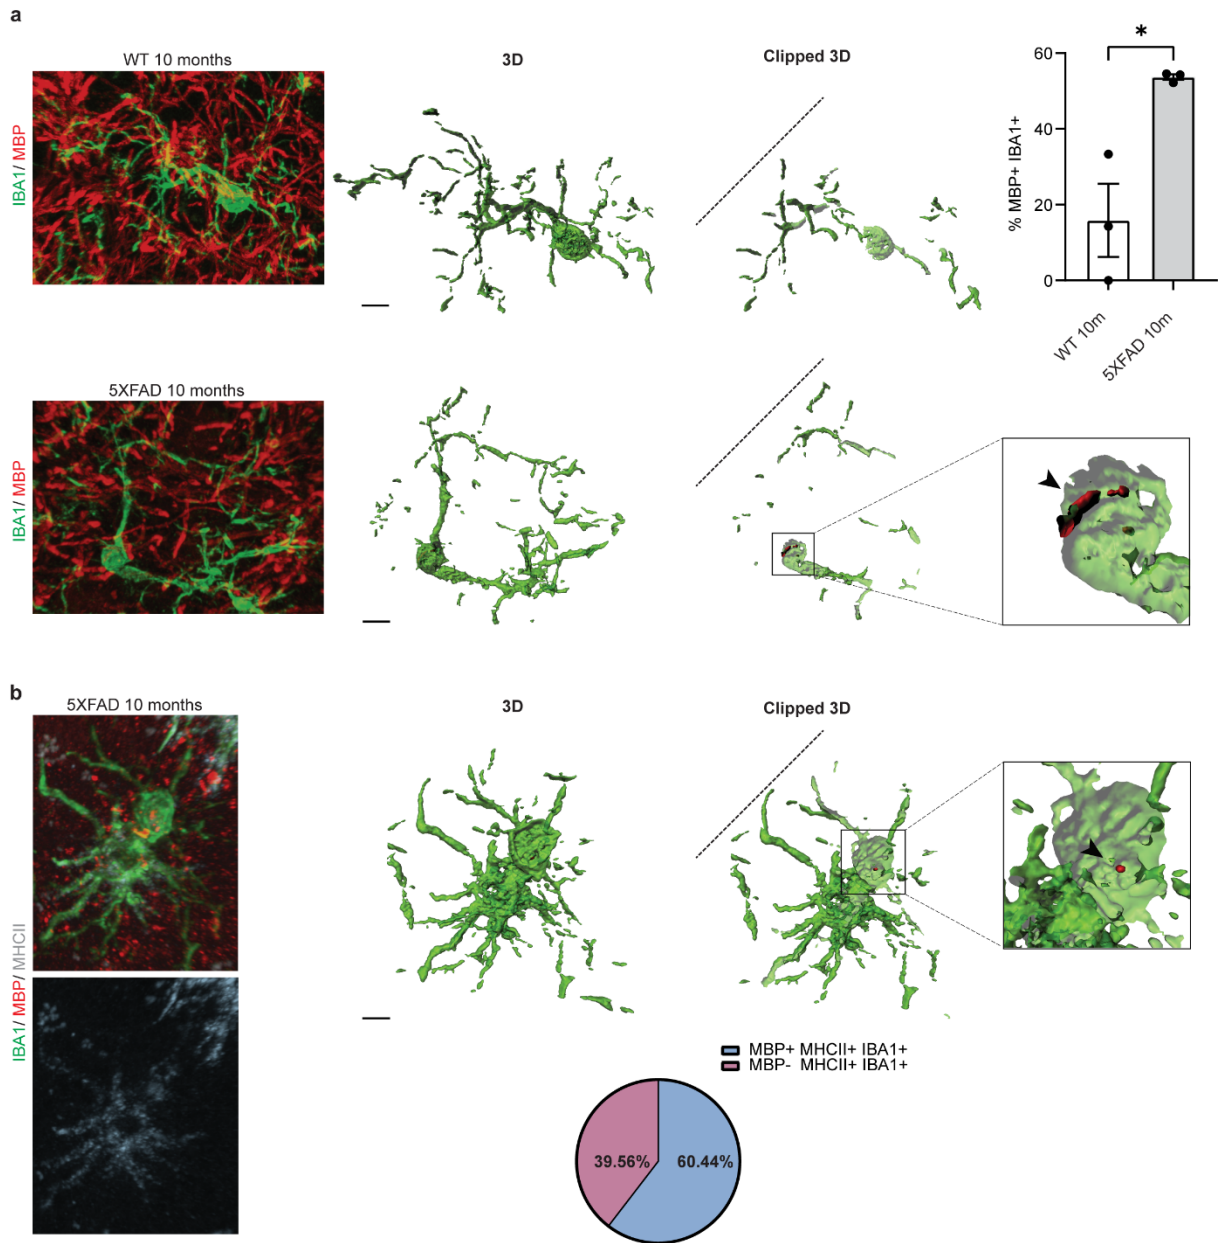 a
WT 10 months
3D
Clipped 3D
*
IBA1/ MBP
% MBP+ IBA1+
60
40
20
0
WT 10m
5XFAD 10m
5XFAD 10 months
IBA1/ MBP
b
5XFAD 10 months
3D
Clipped 3D
IBA1/ MBP/ MHCII
MBP+ MHCII+ IBA1+
MBP- MHCII+ IBA1+
39.56%
60.44%